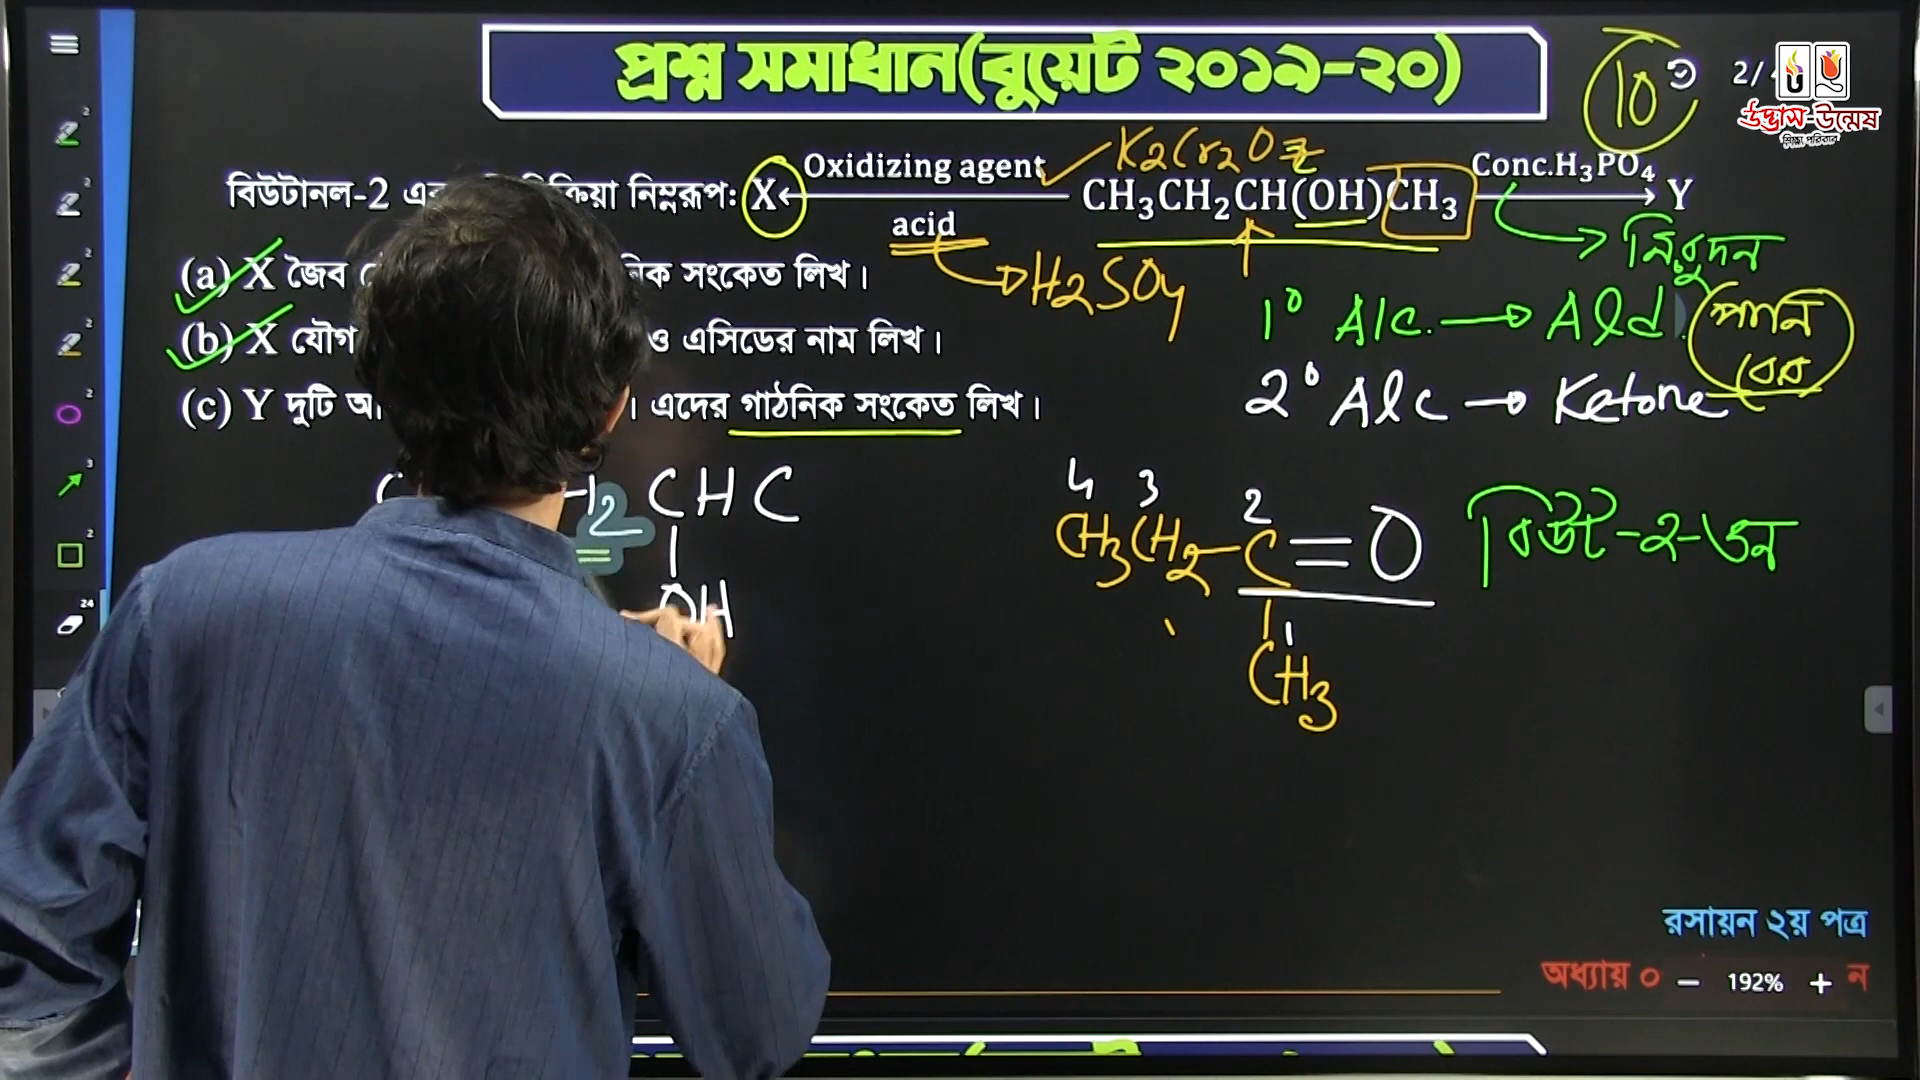 প্রশ্ন সমাধান(বুয়েট ২০১৯-২০)
10
2/
উদ্ভাস-উন্মেষ
শিক্ষা পরিবার
K2Cr2O7
বিউটানল-2 নিম্নরূপ: X ← Oxidizing agent acid CH₃CH₂CH(OH)CH₃ Conc.H₃PO₄ → Y
→ H2SO4
নিরুদন
(a) X জৈব সংকেত লিখ।
1° Alc. → Ald.
পানি বের
(b) X যৌগ ও এসিডের নাম লিখ।
2° Alc → Ketone
(c) Y দুটি এদের গাঠনিক সংকেত লিখ।
2 CHC
OH
4 3 2
CH3CH2-C=O বিউট-২-ওন
1
CH3
রসায়ন ২য় পত্র
অধ্যায় ০ ন
192%